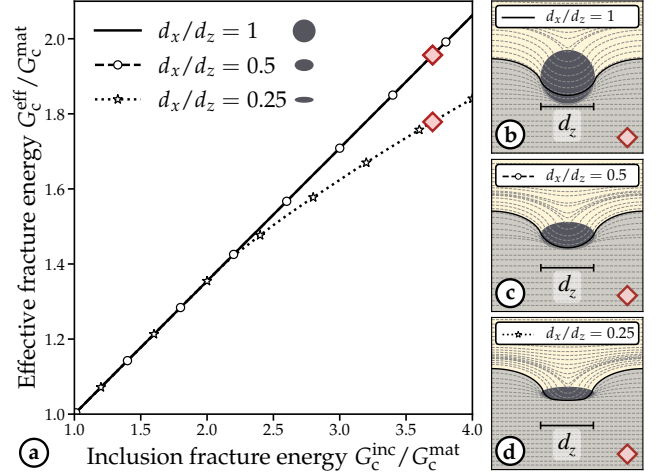 Effective fracture energy G_c^eff/G_c^mat
2.0
1.8
1.6
1.4
1.2
1.0
d_x/d_z = 1
d_x/d_z = 0.5
d_x/d_z = 0.25
1.0 1.5 2.0 2.5 3.0 3.5 4.0
a
Inclusion fracture energy G_c^inc/G_c^mat
d_x/d_z = 1
d_z
b
d_x/d_z = 0.5
d_z
c
d_x/d_z = 0.25
d_z
d